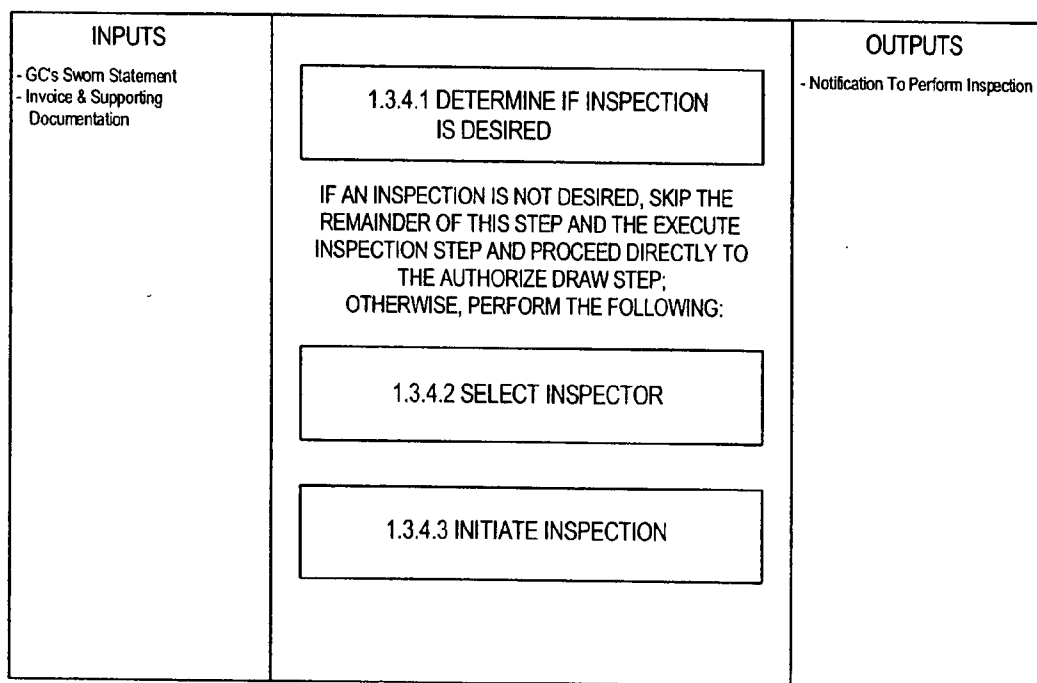 INPUTS
- GC's Sworn Statement
- Invoice & Supporting
Documentation
1.3.4.1 DETERMINE IF INSPECTION
IS DESIRED
IF AN INSPECTION IS NOT DESIRED, SKIP THE
REMAINDER OF THIS STEP AND THE EXECUTE
INSPECTION STEP AND PROCEED DIRECTLY TO
THE AUTHORIZE DRAW STEP;
OTHERWISE, PERFORM THE FOLLOWING:
1.3.4.2 SELECT INSPECTOR
1.3.4.3 INITIATE INSPECTION
OUTPUTS
- Notification To Perform Inspection